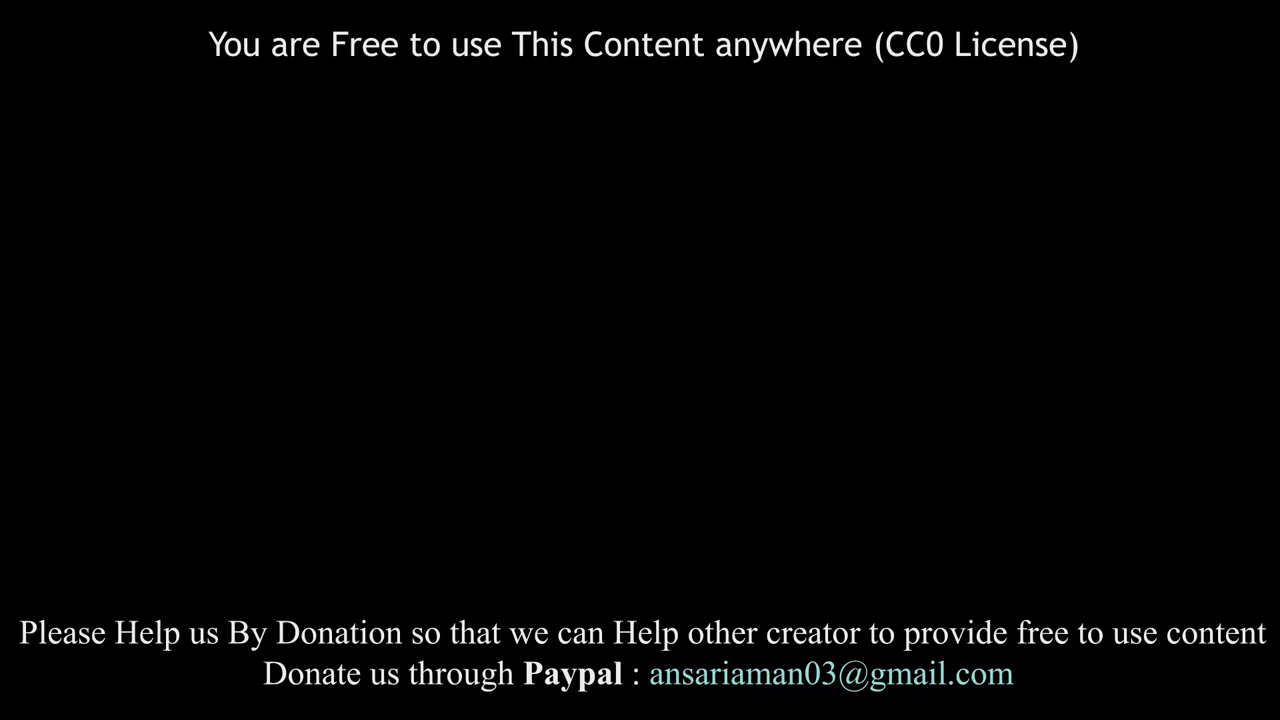 You are Free to use This Content anywhere (CC0 License)
Please Help us By Donation so that we can Help other creator to provide free to use content
Donate us through Paypal : ansariaman03@gmail.com